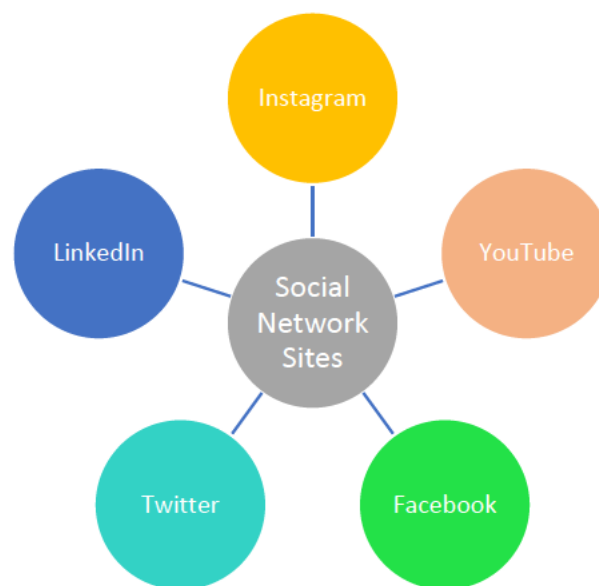 Instagram
LinkedIn
YouTube
Social
Network
Sites
Twitter
Facebook